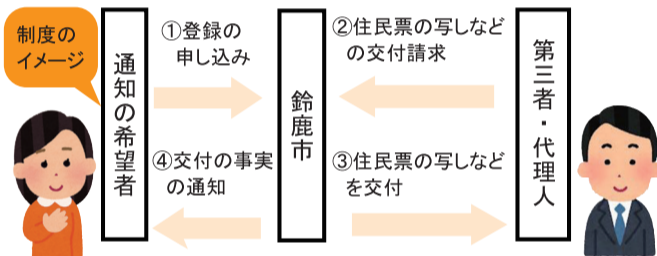 制度の
イメージ
通知の希望者
①登録の
申し込み
鈴鹿市
②住民票の写しなど
の交付請求
第三者・代理人
④交付の事実
の通知
③住民票の写しなど
を交付